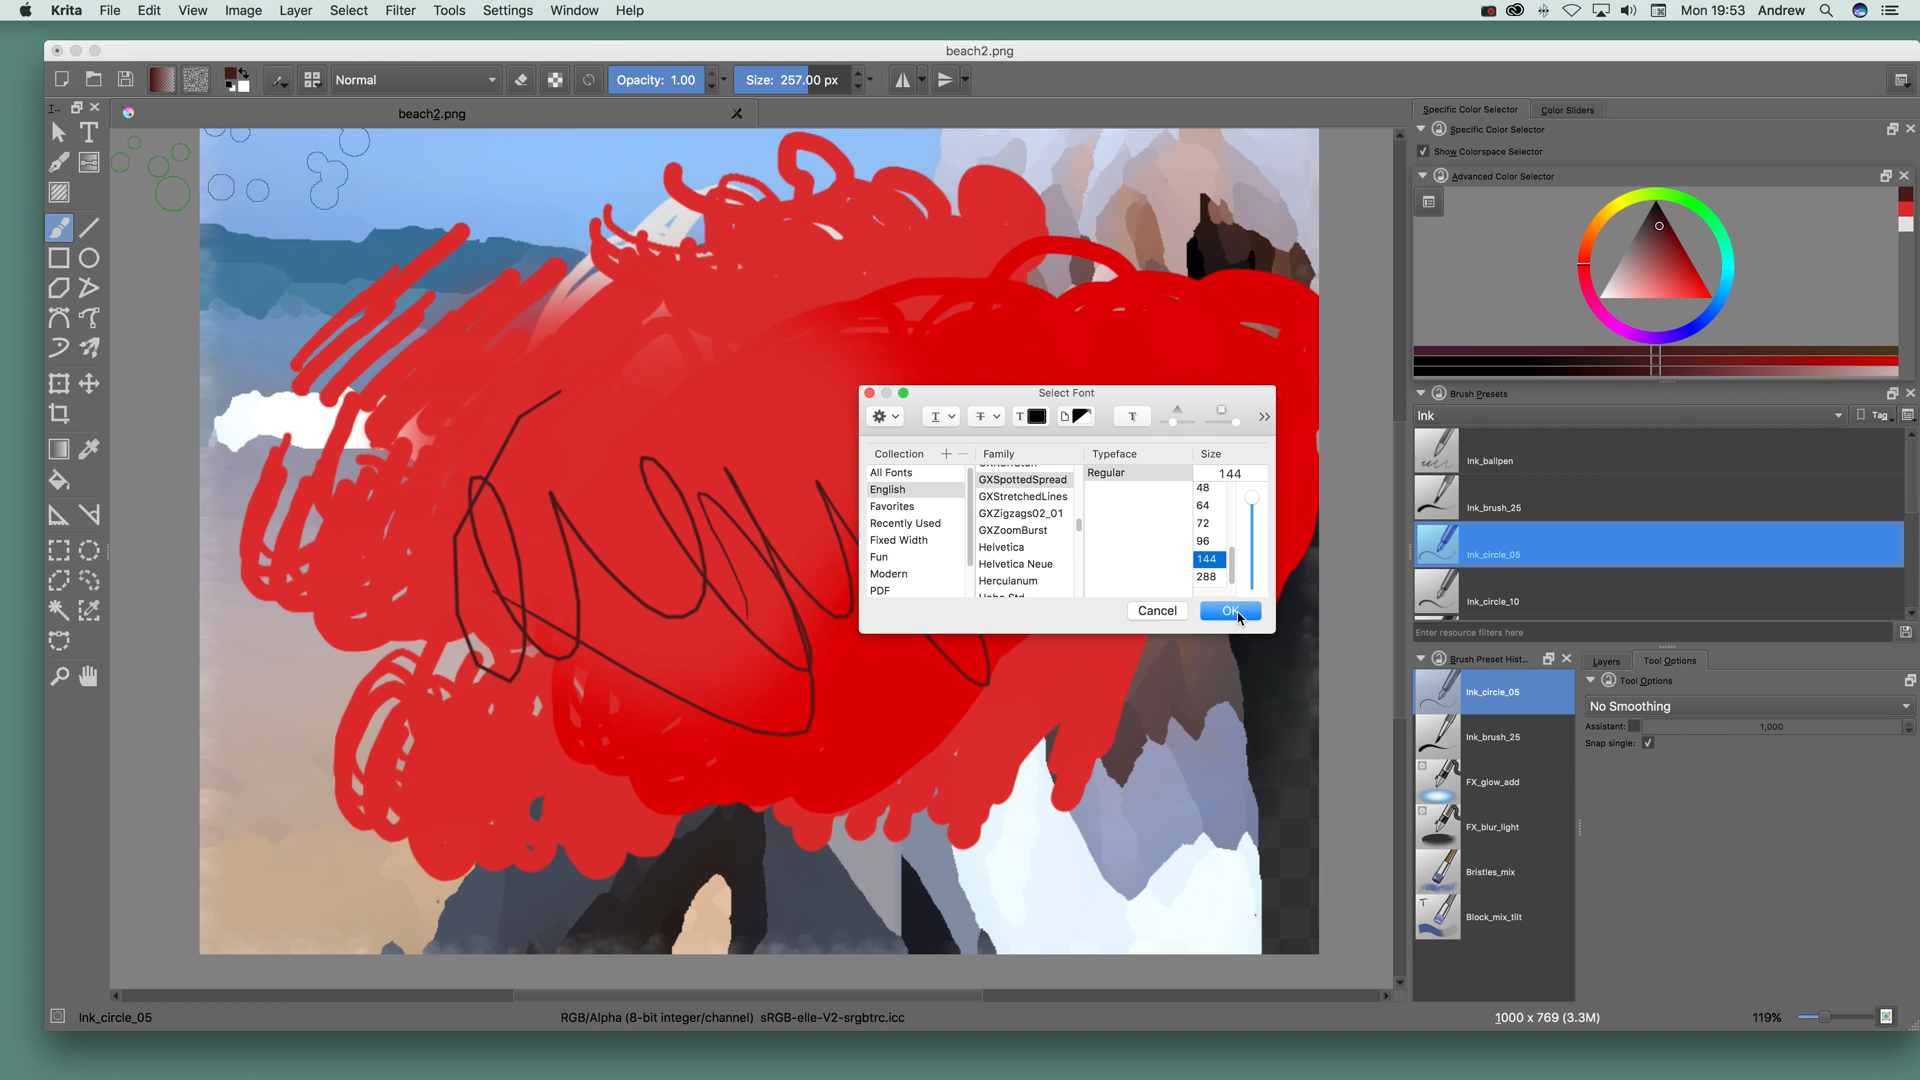 Krita File Edit View Image Layer Select Filter Tools Settings Window Help Mon 19:53 Andrew
beach2.png
Normal Opacity: 1.00 Size: 257.00 px
T...
beach2.png
Specific Color Selector Color Sliders
Specific Color Selector
Show Colorspace Selector
Advanced Color Selector
Select Font
Collection Family Typeface Size
All Fonts
English
Favorites
Recently Used
Fixed Width
Fun
Modern
PDF
GXSpottedSpread
GXStretchedLines
GXZigzags02_01
GXZoomBurst
Helvetica
Helvetica Neue
Herculanum
Regular
144
48
64
72
96
144
288
Cancel OK
Brush Presets
Ink Tag
Ink_ballpen
Ink_brush_25
Ink_circle_05
Ink_circle_10
Enter resource filters here
Brush Preset Hist...
Ink_circle_05
Ink_brush_25
FX_glow_add
FX_blur_light
Bristles_mix
Block_mix_tilt
Layers Tool Options
Tool Options
No Smoothing
Assistant: 1,000
Snap single:
Ink_circle_05 RGB/Alpha (8-bit integer/channel) sRGB-elle-V2-srgbtrc.icc 1000 x 769 (3.3M) 119%